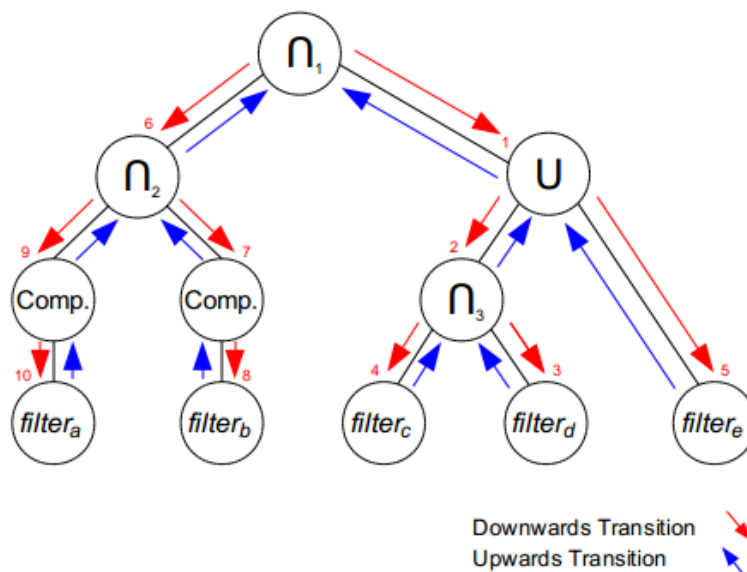 ∩1
6
1
∩2
∪
9
7
2
Comp.
Comp.
∩3
10
8
4
3
5
filtera
filterb
filterc
filterd
filtere
Downwards Transition
Upwards Transition